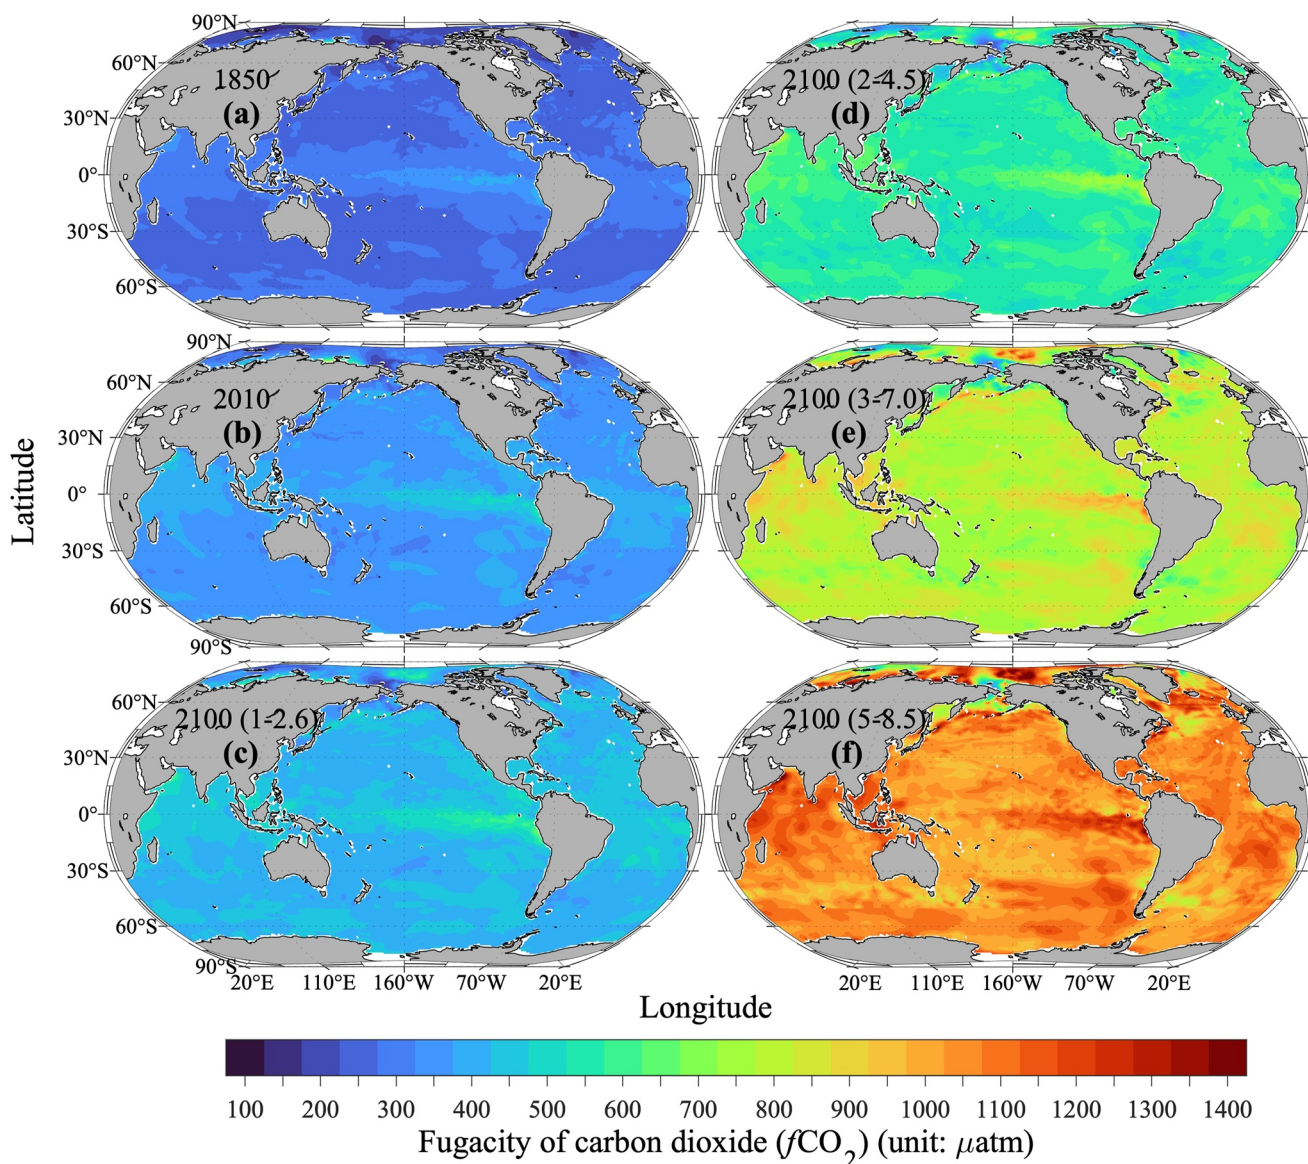 90°N
60°N
30°N
0°
30°S
60°S
1850
(a)
2100 (2-4.5)
(d)
90°N
60°N
30°N
0°
30°S
60°S
90°S
2010
(b)
2100 (3-7.0)
(e)
60°N
30°N
0°
30°S
60°S
90°S
2100 (1-2.6)
(c)
2100 (5-8.5)
(f)
Latitude
20°E 110°E 160°W 70°W 20°E
20°E 110°E 160°W 70°W 20°E
Longitude
100 200 300 400 500 600 700 800 900 1000 1100 1200 1300 1400
Fugacity of carbon dioxide (fCO2) (unit: μatm)